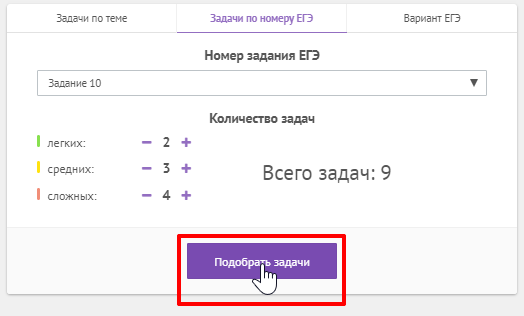 Задачи по теме Задачи по номеру ЕГЭ Вариант ЕГЭ
Номер задания ЕГЭ
Задание 10
Количество задач
легких: − 2 +
средних: − 3 +
сложных: − 4 +
Всего задач: 9
Подобрать задачи